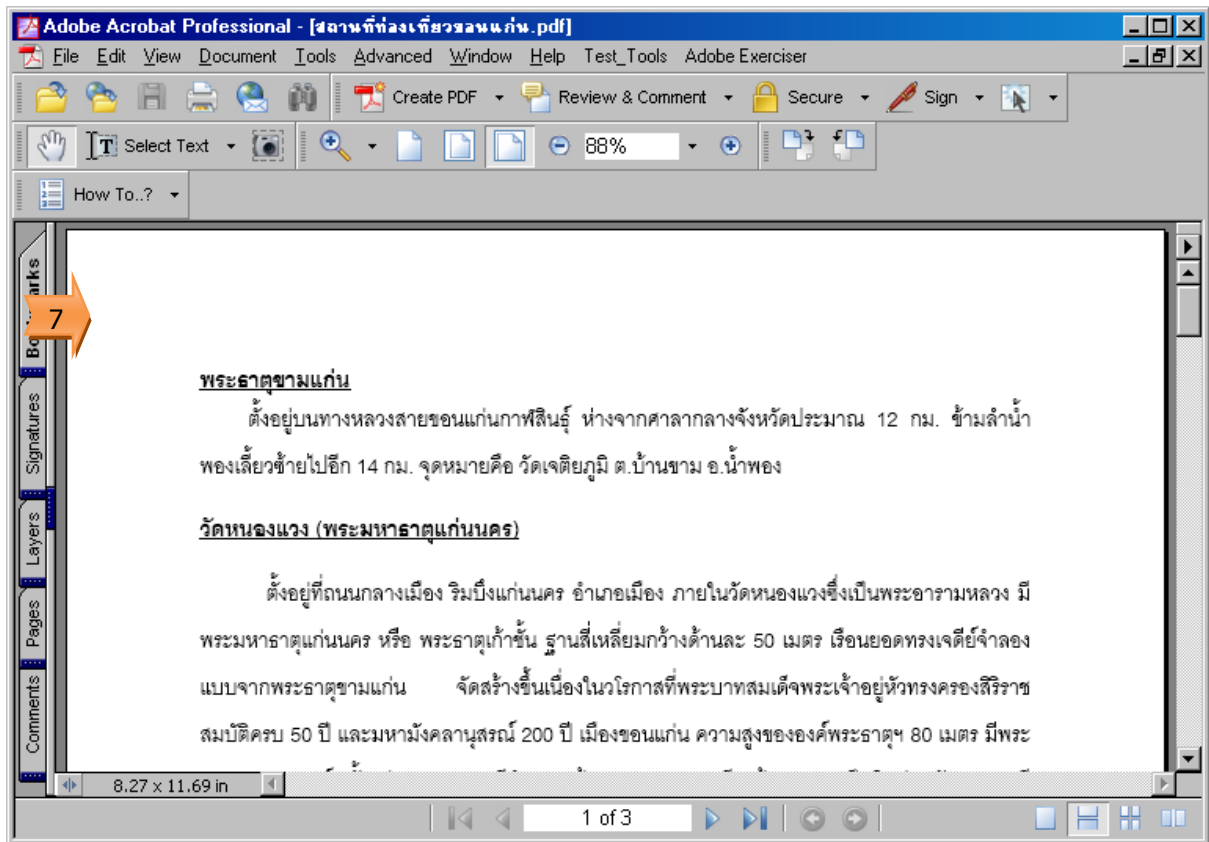 Adobe Acrobat Professional - [สถานที่ท่องเที่ยวขอนแก่น.pdf]
File Edit View Document Tools Advanced Window Help Test_Tools Adobe Exerciser
Create PDF Review & Comment Secure Sign
Select Text 88%
How To..?
7
Signatures
Layers
Pages
Comments
พระธาตุขามแก่น
ตั้งอยู่บนทางหลวงสายขอนแก่นกาฬสินธุ์ ห่างจากศาลากลางจังหวัดประมาณ 12 กม. ข้ามลำน้ำ
พองเลี้ยวซ้ายไปอีก 14 กม. จุดหมายคือ วัดเจติยภูมิ ต.บ้านขาม อ.น้ำพอง
วัดหนองแวง (พระมหาธาตุแก่นนคร)
ตั้งอยู่ที่ถนนกลางเมือง ริมบึงแก่นนคร อำเภอเมือง ภายในวัดหนองแวงซึ่งเป็นพระอารามหลวง มี
พระมหาธาตุแก่นนคร หรือ พระธาตุเก้าชั้น ฐานสี่เหลี่ยมกว้างด้านละ 50 เมตร เรือนยอดทรงเจดีย์จำลอง
แบบจากพระธาตุขามแก่น จัดสร้างขึ้นเนื่องในวโรกาสที่พระบาทสมเด็จพระเจ้าอยู่หัวทรงครองสิริราช
สมบัติครบ 50 ปี และมหามังคลานุสรณ์ 200 ปี เมืองขอนแก่น ความสูงขององค์พระธาตุฯ 80 เมตร มีพระ
8.27 x 11.69 in
1 of 3